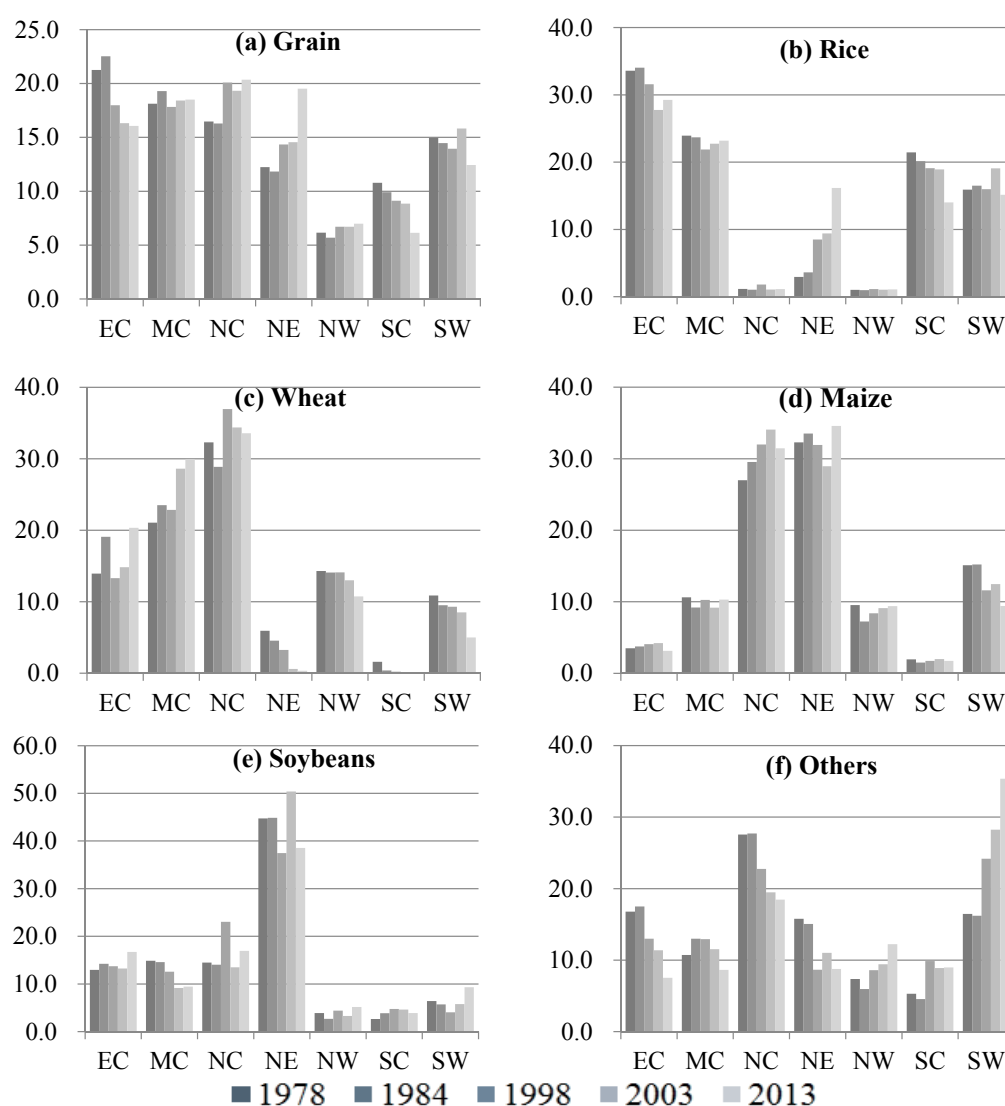 (a) Grain
25.0
20.0
15.0
10.0
5.0
0.0
EC MC NC NE NW SC SW
(b) Rice
40.0
30.0
20.0
10.0
0.0
EC MC NC NE NW SC SW
(c) Wheat
40.0
30.0
20.0
10.0
0.0
EC MC NC NE NW SC SW
(d) Maize
40.0
30.0
20.0
10.0
0.0
EC MC NC NE NW SC SW
(e) Soybeans
60.0
50.0
40.0
30.0
20.0
10.0
0.0
EC MC NC NE NW SC SW
(f) Others
40.0
30.0
20.0
10.0
0.0
EC MC NC NE NW SC SW
1978 1984 1998 2003 2013